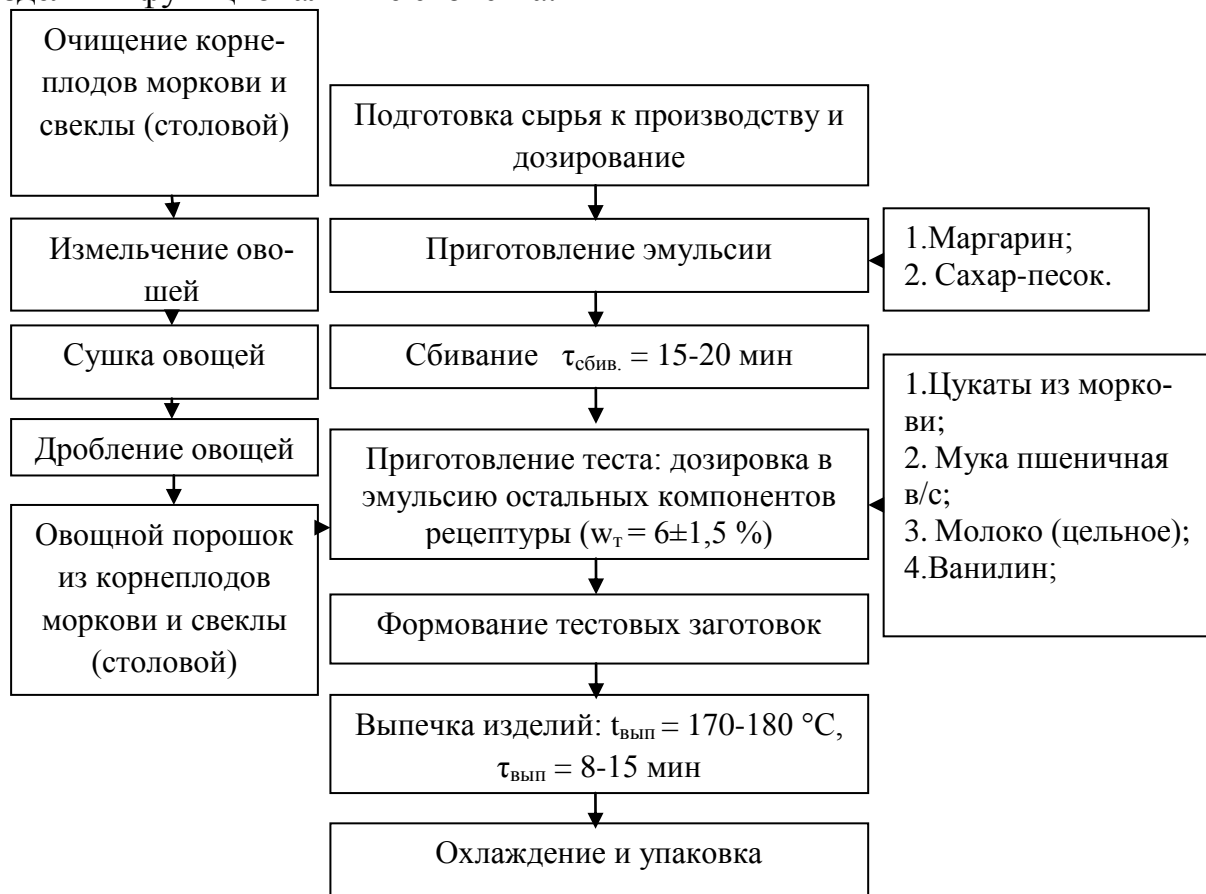 Очищение корне-
плодов моркови и
свеклы (столовой)
Измельчение ово-
шей
Сушка овощей
Дробление овощей
Овощной порошок
из корнеплодов
моркови и свеклы
(столовой)
Подготовка сырья к производству и
дозирование
Приготовление эмульсии
Сбивание τсбив. = 15-20 мин
Приготовление теста: дозировка в
эмульсию остальных компонентов
рецептуры (wт = 6±1,5 %)
Формование тестовых заготовок
Выпечка изделий: tвып = 170-180 °С,
τвып = 8-15 мин
Охлаждение и упаковка
1.Маргарин;
2. Сахар-песок.
1.Цукаты из морко-
ви;
2. Мука пшеничная
в/с;
3. Молоко (цельное);
4.Ванилин;